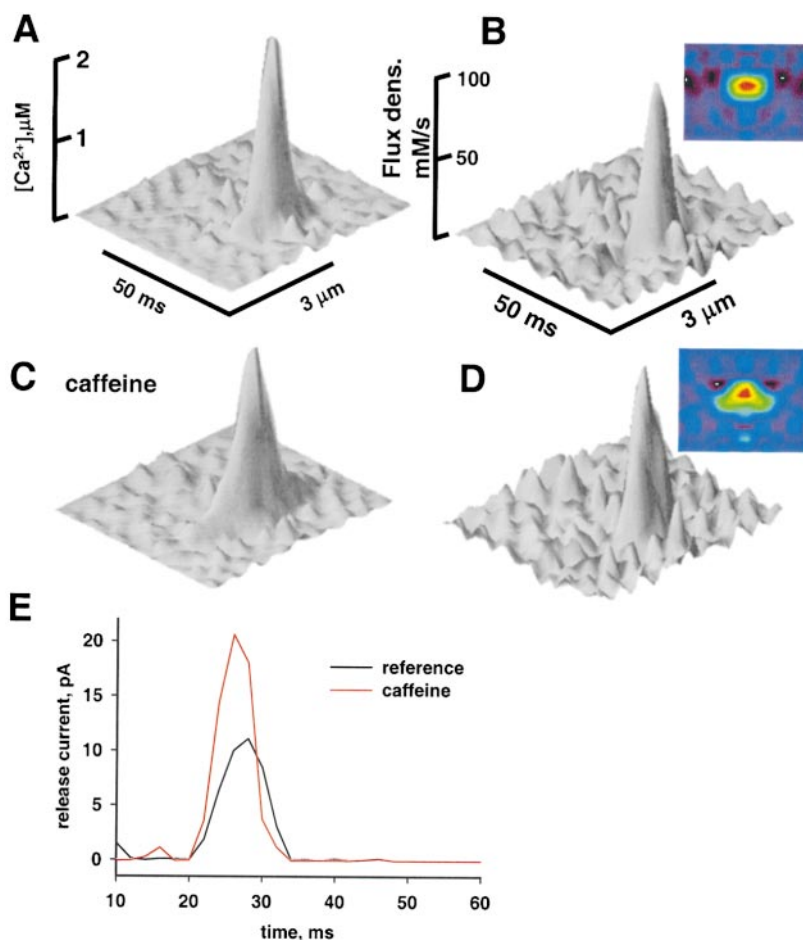 A
[Ca2+],μM
2
1
50 ms
3 μm
B
Flux dens.
mM/s
100
50
50 ms
3 μm
C caffeine
D
E
release current, pA
20
15
10
5
0
reference
caffeine
10 20 30 40 50 60
time, ms